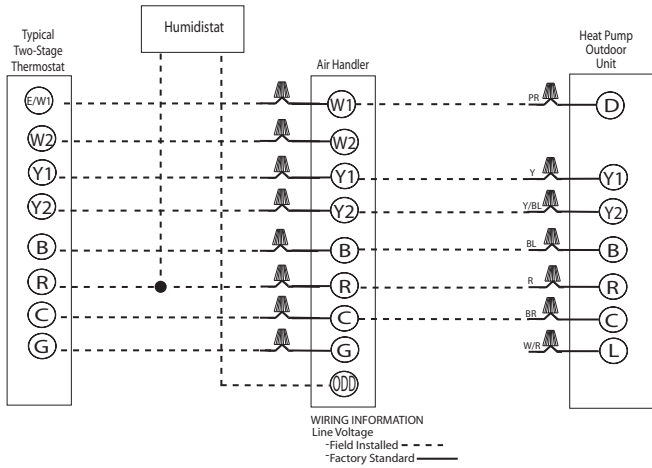 Humidistat
Typical
Two-Stage
Thermostat
Air Handler
Heat Pump
Outdoor
Unit
E/W1 W1 PR D
W2 W2
Y1 Y1 Y Y1
Y2 Y2 Y/BL Y2
B B BL B
R R R R
C C BR C
G G W/R L
ODD
WIRING INFORMATION
Line Voltage
-Field Installed
-Factory Standard